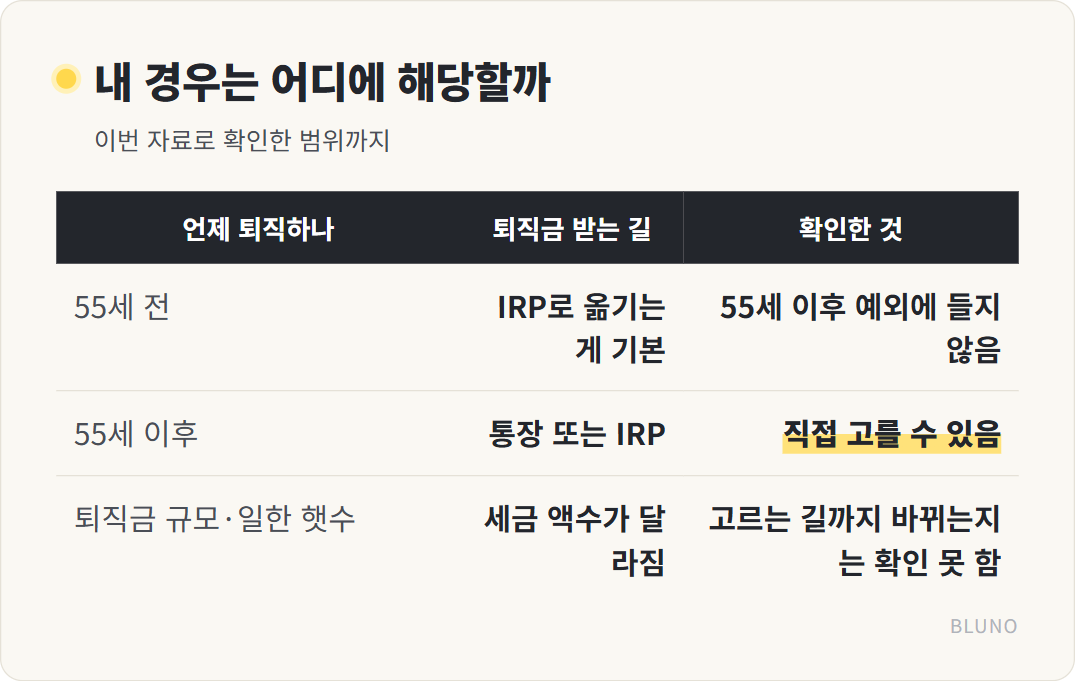 내 경우는 어디에 해당할까
이번 자료로 확인한 범위까지
언제 퇴직하나 퇴직금 받는 길 확인한 것
55세 전 IRP로 옮기는 55세 이후 예외에 들지
게 기본 않음
55세 이후 통장 또는 IRP 직접 고를 수 있음
퇴직금 규모·일한 햇수 세금 액수가 달 고르는 길까지 바뀌는지
라짐 는 확인 못 함
BLUNO